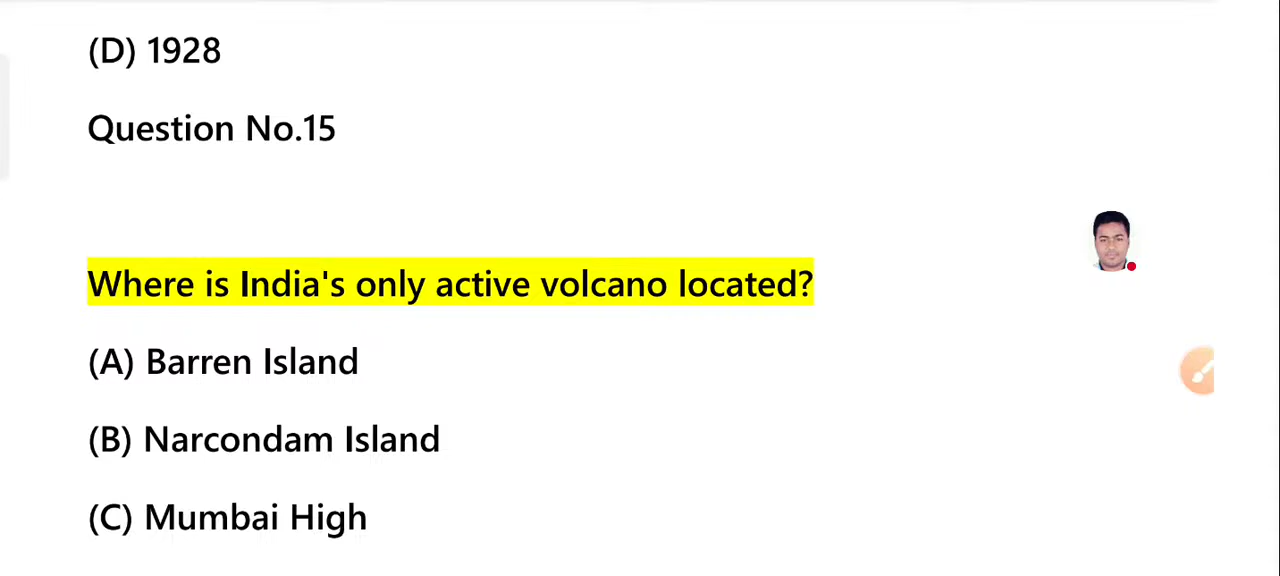 (D) 1928
Question No.15
Where is India's only active volcano located?
(A) Barren Island
(B) Narcondam Island
(C) Mumbai High